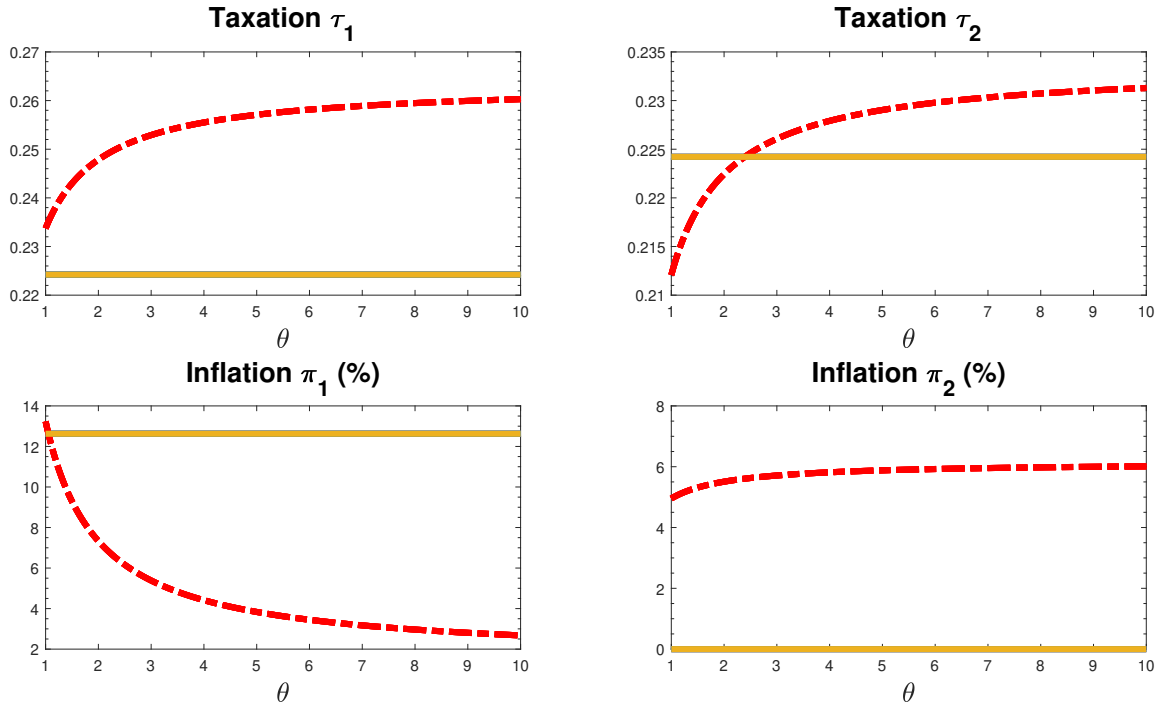 Taxation τ1
0.27
0.26
0.25
0.24
0.23
0.22
1 2 3 4 5 6 7 8 9 10
θ
Taxation τ2
0.235
0.23
0.225
0.22
0.215
0.21
1 2 3 4 5 6 7 8 9 10
θ
Inflation π1 (%)
14
12
10
8
6
4
2
1 2 3 4 5 6 7 8 9 10
θ
Inflation π2 (%)
8
6
4
2
0
1 2 3 4 5 6 7 8 9 10
θ